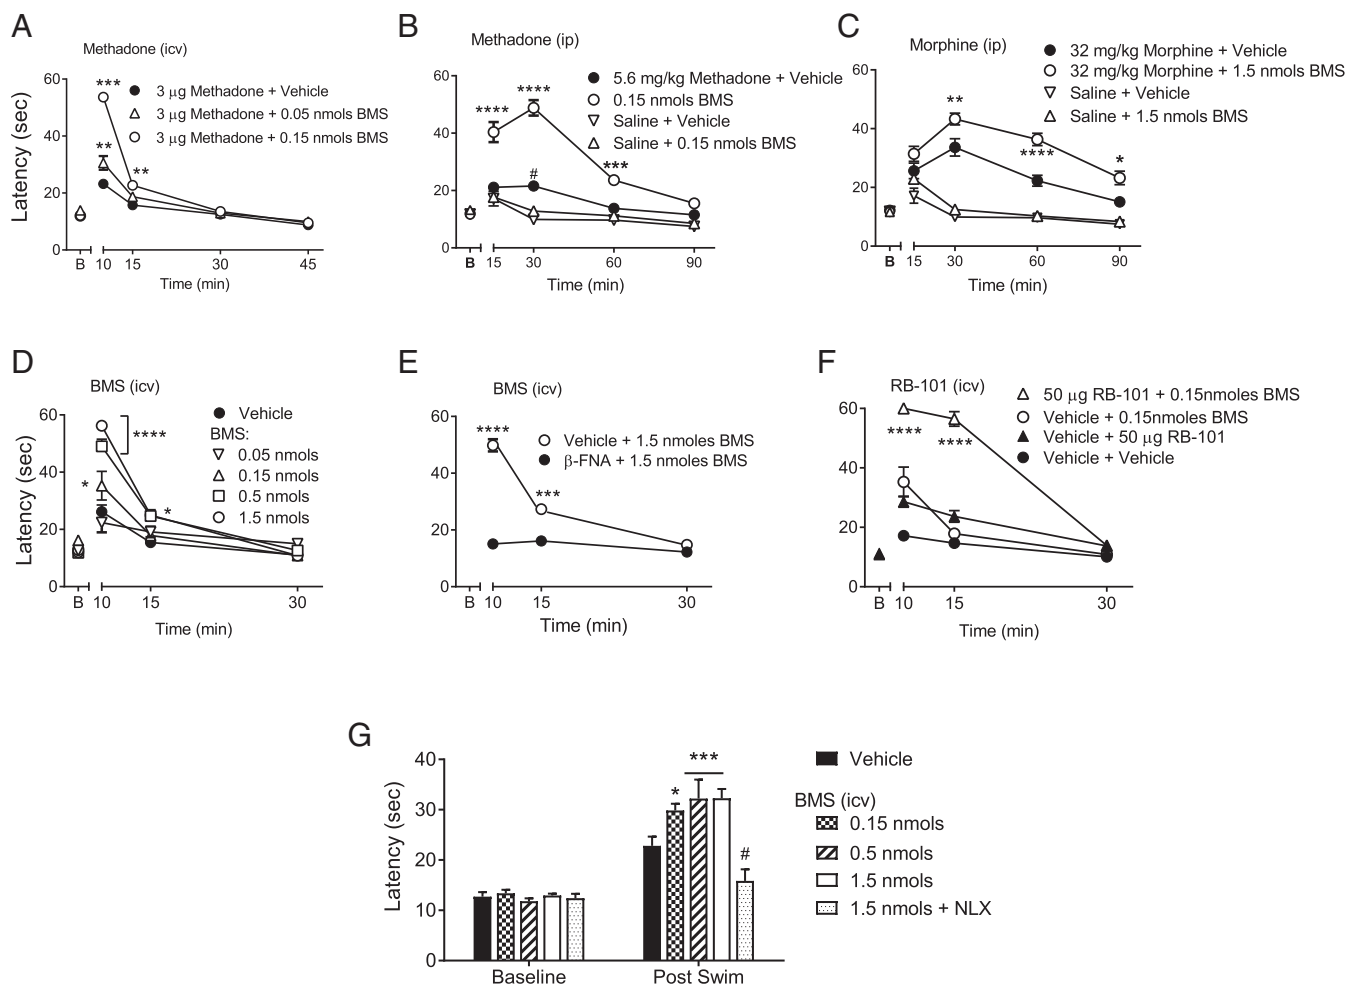 A
Methadone (icv)
Latency (sec)
60
40
20
0
***
**
**
3 μg Methadone + Vehicle
3 μg Methadone + 0.05 nmols BMS
3 μg Methadone + 0.15 nmols BMS
B 10 15 30 45
Time (min)
B
Methadone (ip)
60
40
20
0
****
****
***
#
5.6 mg/kg Methadone + Vehicle
0.15 nmols BMS
Saline + Vehicle
Saline + 0.15 nmols BMS
B 15 30 60 90
Time (min)
C
Morphine (ip)
60
40
20
0
**
****
*
32 mg/kg Morphine + Vehicle
32 mg/kg Morphine + 1.5 nmols BMS
Saline + Vehicle
Saline + 1.5 nmols BMS
B 15 30 60 90
Time (min)
D
BMS (icv)
Latency (sec)
60
40
20
0
****
*
*
Vehicle
BMS:
0.05 nmols
0.15 nmols
0.5 nmols
1.5 nmols
B 10 15 30
Time (min)
E
BMS (icv)
60
40
20
0
****
***
Vehicle + 1.5 nmoles BMS
β-FNA + 1.5 nmoles BMS
B 10 15 30
Time (min)
F
RB-101 (icv)
60
40
20
0
****
****
50 μg RB-101 + 0.15nmoles BMS
Vehicle + 0.15nmoles BMS
Vehicle + 50 μg RB-101
Vehicle + Vehicle
B 10 15 30
Time (min)
G
Latency (sec)
40
30
20
10
0
*
***
#
Baseline Post Swim
Vehicle
BMS (icv)
0.15 nmols
0.5 nmols
1.5 nmols
1.5 nmols + NLX